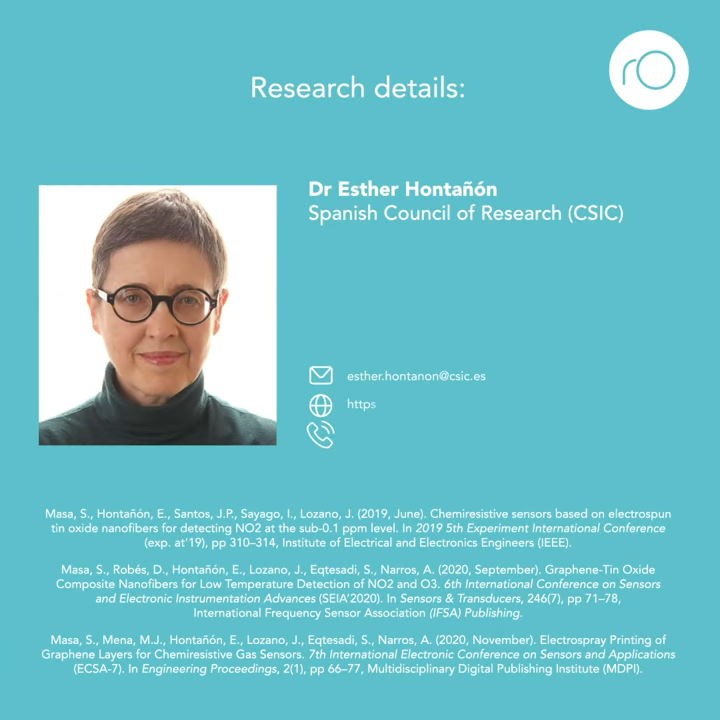 rO
Research details:
Dr Esther Hontañón
Spanish Council of Research (CSIC)
esther.hontanon@csic.es
https
Masa, S., Hontañón, E., Santos, J.P., Sayago, I., Lozano, J. (2019, June). Chemiresistive sensors based on electrospun
tin oxide nanofibers for detecting NO2 at the sub-0.1 ppm level. In 2019 5th Experiment International Conference
(exp. at'19), pp 310–314, Institute of Electrical and Electronics Engineers (IEEE).
Masa, S., Robés, D., Hontañón, E., Lozano, J., Eqtesadi, S., Narros, A. (2020, September). Graphene-Tin Oxide
Composite Nanofibers for Low Temperature Detection of NO2 and O3. 6th International Conference on Sensors
and Electronic Instrumentation Advances (SEIA'2020). In Sensors & Transducers, 246(7), pp 71–78,
International Frequency Sensor Association (IFSA) Publishing.
Masa, S., Mena, M.J., Hontañón, E., Lozano, J., Eqtesadi, S., Narros, A. (2020, November). Electrospray Printing of
Graphene Layers for Chemiresistive Gas Sensors. 7th International Electronic Conference on Sensors and Applications
(ECSA-7). In Engineering Proceedings, 2(1), pp 66–77, Multidisciplinary Digital Publishing Institute (MDPI).